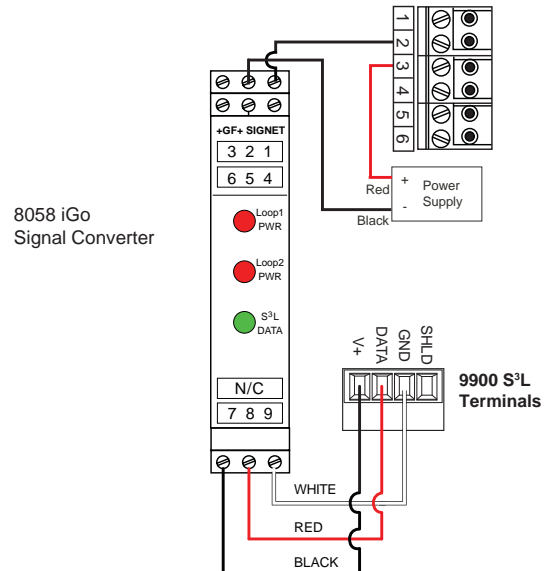 1
2
3
4
5
6
+GF+ SIGNET
3 2 1
6 5 4
Red
+ Power
- Supply
Black
8058 iGo
Signal Converter
Loop1
PWR
Loop2
PWR
S³L
DATA
V+
DATA
GND
SHLD
9900 S³L
Terminals
N/C
7 8 9
WHITE
RED
BLACK